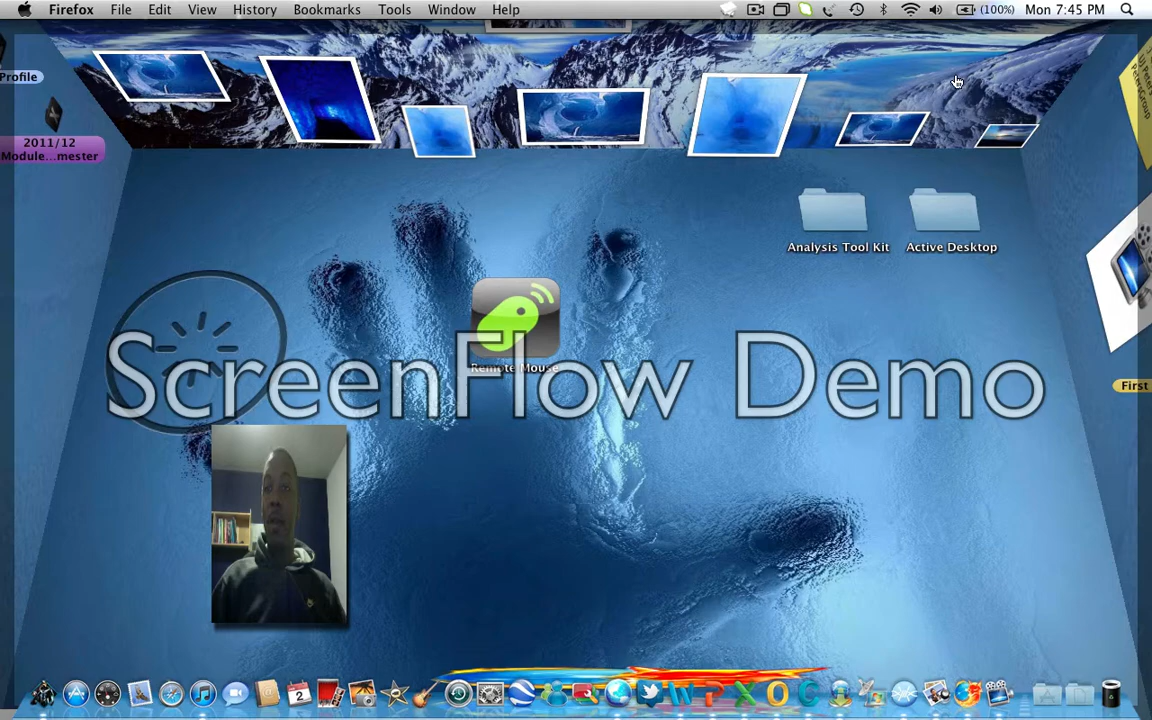 Firefox File Edit View History Bookmarks Tools Window Help (100%) Mon 7:45 PM
Profile
2011/12
Module...mester
Analysis Tool Kit Active Desktop
Remote Mouse
ScreenFlow Demo
First
2